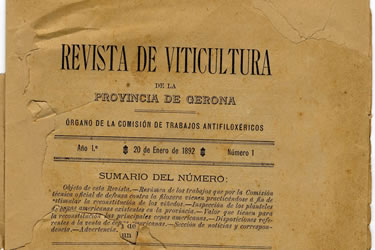 REVISTA DE VITICULTURA
DE LA
PROVINCIA DE GERONA
ÓRGANO DE LA COMISIÓN DE TRABAJOS ANTIFILOXÉRICOS
Año 1.º 20 de Enero de 1892 Número 1
SUMARIO DEL NÚMERO:
Objeto de esta Revista.—Resumen de los trabajos que por la Comisión
técnica oficial de defensa contra la filoxera vienen practicándose á fin de
estimular la reconstitución de los viñedos.—Inspección de los planteles
Cepas americanas existentes en la provincia.—Valor que tienen para
la reconstitución las principales cepas americanas.—Disposiciones refe-
rentes á la venta de americanas.—Sección de noticias y correspon-
dencia.—Advertencia.